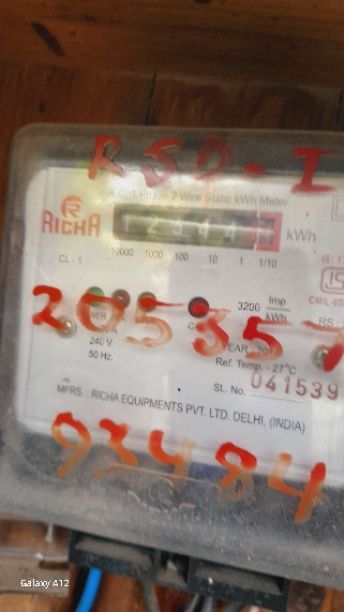 RSD-I
A.C. 1 Phase 2 Wire Static kWh Meter
RICHA
kWh
10000 1000 100 10 1 1/10
CL - 1
3200 Imp/kWh
205357
240 V.
50 Hz.
Ref. Temp. - 27°C
SL. No. 041539
MFRS. : RICHA EQUIPMENTS PVT. LTD. DELHI, (INDIA)
93484
Galaxy A12